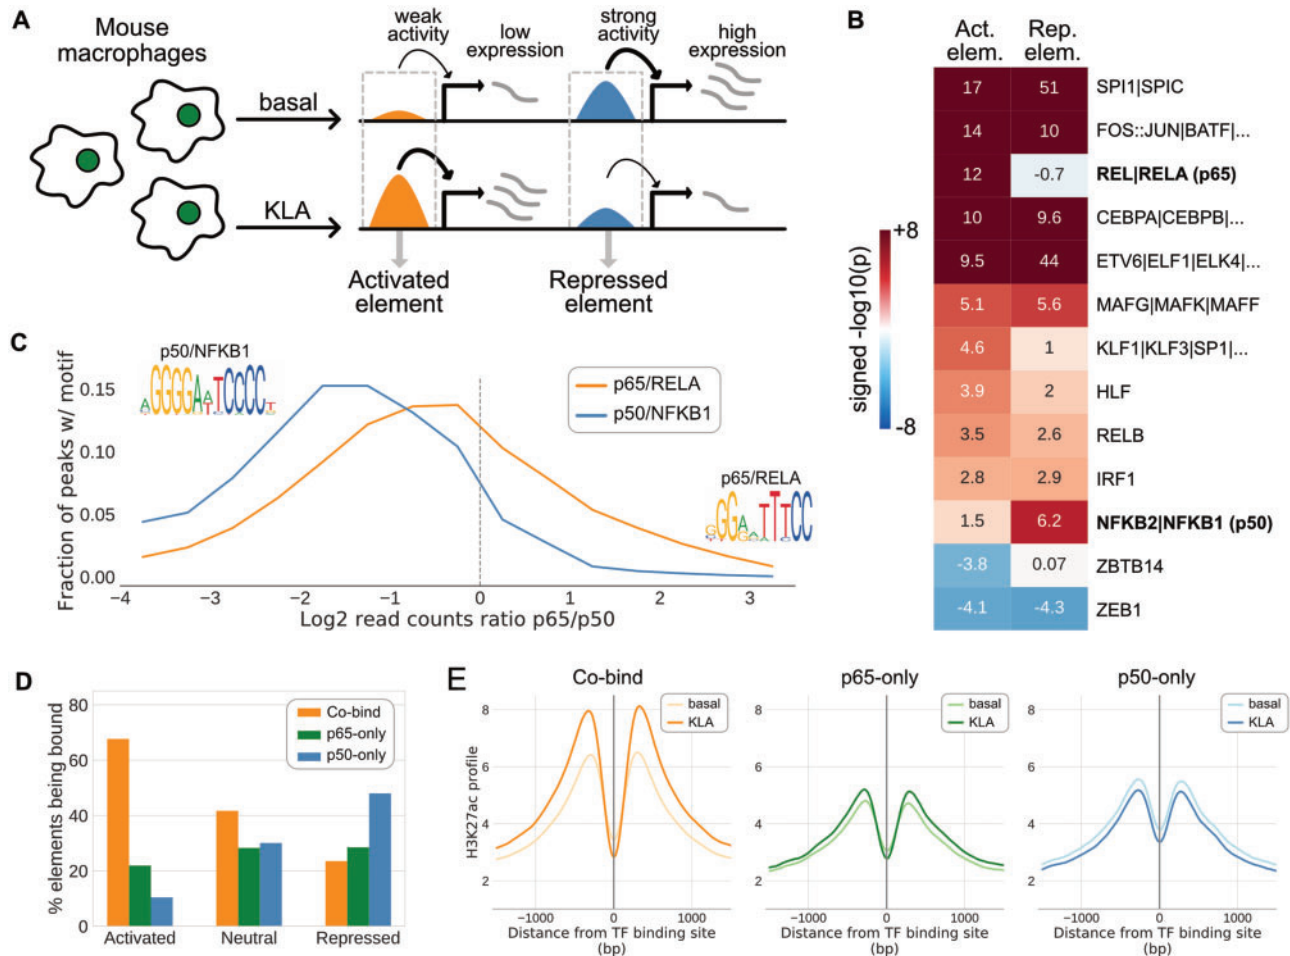 A
Mouse
macrophages
basal
KLA
weak
activity
low
expression
strong
activity
high
expression
Activated
element
Repressed
element
B
Act.
elem.
Rep.
elem.
17 51 SPI1|SPIC
14 10 FOS::JUN|BATF|...
12 -0.7 REL|RELA (p65)
10 9.6 CEBPA|CEBPB|...
9.5 44 ETV6|ELF1|ELK4|...
5.1 5.6 MAFG|MAFK|MAFF
4.6 1 KLF1|KLF3|SP1|...
3.9 2 HLF
3.5 2.6 RELB
2.8 2.9 IRF1
1.5 6.2 NFKB2|NFKB1 (p50)
-3.8 0.07 ZBTB14
-4.1 -4.3 ZEB1
signed -log10(p)
+8
-8
C
p50/NFKB1
GGGGA TCCCC
p65/RELA
p50/NFKB1
p65/RELA
GG TTTCC
Fraction of peaks w/ motif
0.15
0.10
0.05
0.00
−4 −3 −2 −1 0 1 2 3 4
Log2 read counts ratio p65/p50
D
% elements being bound
80
60
40
20
0
Co-bind
p65-only
p50-only
Activated Neutral Repressed
E
Co-bind
basal
KLA
H3K27ac profile
8
6
4
2
−1000 0 1000
Distance from TF binding site
(bp)
p65-only
basal
KLA
8
6
4
2
−1000 0 1000
Distance from TF binding site
(bp)
p50-only
basal
KLA
8
6
4
2
−1000 0 1000
Distance from TF binding site
(bp)